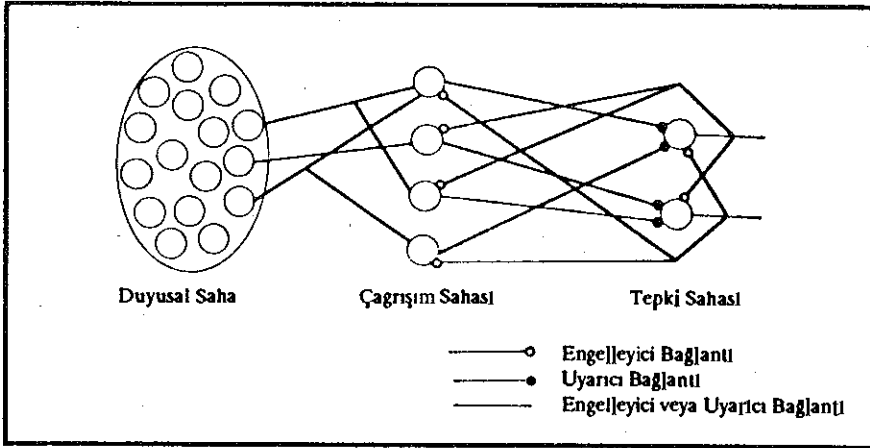 Duyusal Saha
Çagrışım Sahası
Tepki Sahası
Engelleyici Bağlantı
Uyarıcı Bağlantı
Engelleyici veya Uyarıcı Bağlantı